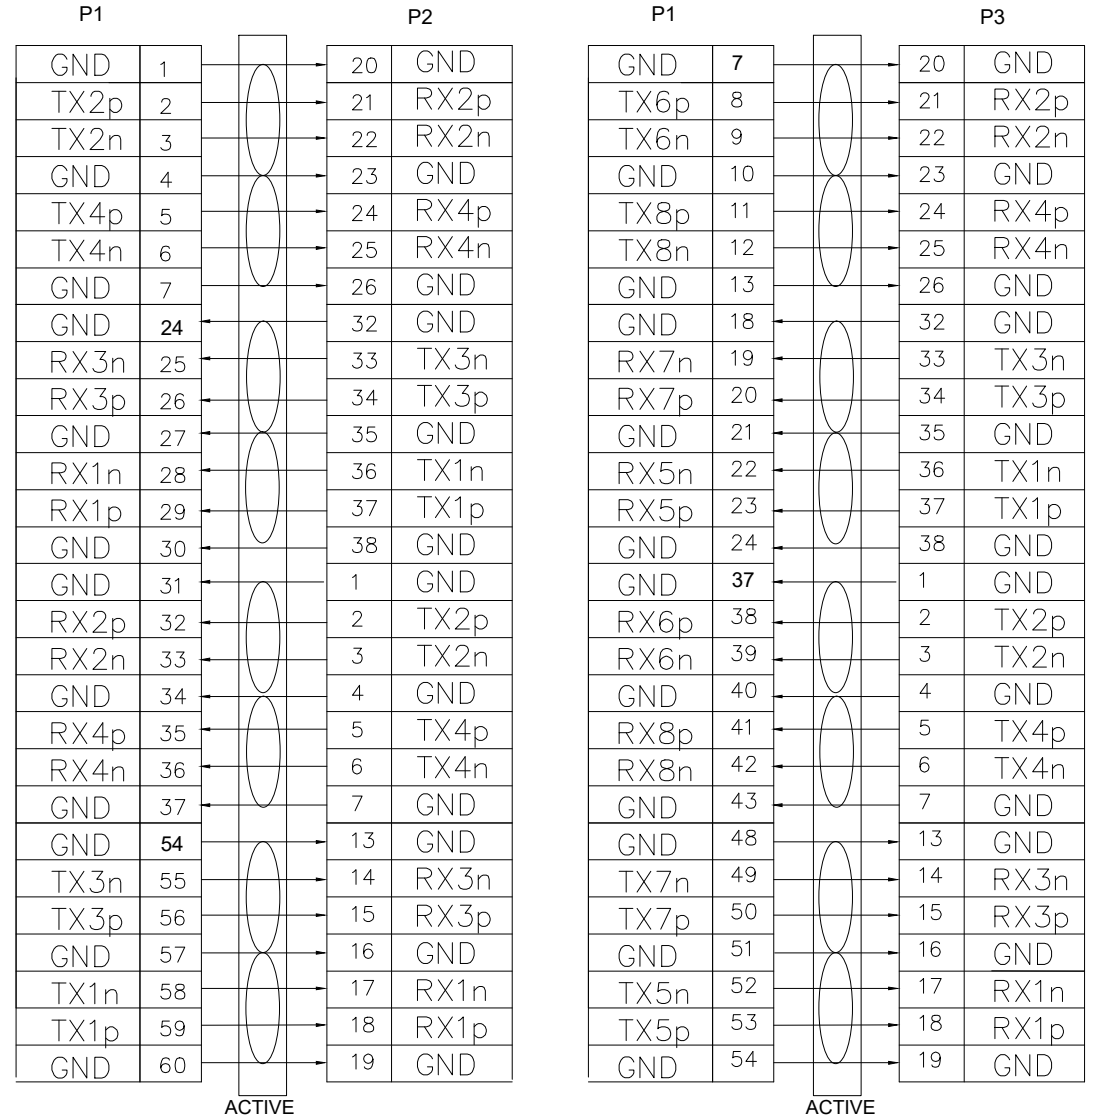 P1 P2 P1 P3
GND 1 20 GND GND 7 20 GND
TX2p 2 21 RX2p TX6p 8 21 RX2p
TX2n 3 22 RX2n TX6n 9 22 RX2n
GND 4 23 GND GND 10 23 GND
TX4p 5 24 RX4p TX8p 11 24 RX4p
TX4n 6 25 RX4n TX8n 12 25 RX4n
GND 7 26 GND GND 13 26 GND
GND 24 32 GND GND 18 32 GND
RX3n 25 33 TX3n RX7n 19 33 TX3n
RX3p 26 34 TX3p RX7p 20 34 TX3p
GND 27 35 GND GND 21 35 GND
RX1n 28 36 TX1n RX5n 22 36 TX1n
RX1p 29 37 TX1p RX5p 23 37 TX1p
GND 30 38 GND GND 24 38 GND
GND 31 1 GND GND 37 1 GND
RX2p 32 2 TX2p RX6p 38 2 TX2p
RX2n 33 3 TX2n RX6n 39 3 TX2n
GND 34 4 GND GND 40 4 GND
RX4p 35 5 TX4p RX8p 41 5 TX4p
RX4n 36 6 TX4n RX8n 42 6 TX4n
GND 37 7 GND GND 43 7 GND
GND 54 13 GND GND 48 13 GND
TX3n 55 14 RX3n TX7n 49 14 RX3n
TX3p 56 15 RX3p TX7p 50 15 RX3p
GND 57 16 GND GND 51 16 GND
TX1n 58 17 RX1n TX5n 52 17 RX1n
TX1p 59 18 RX1p TX5p 53 18 RX1p
GND 60 19 GND GND 54 19 GND
ACTIVE ACTIVE